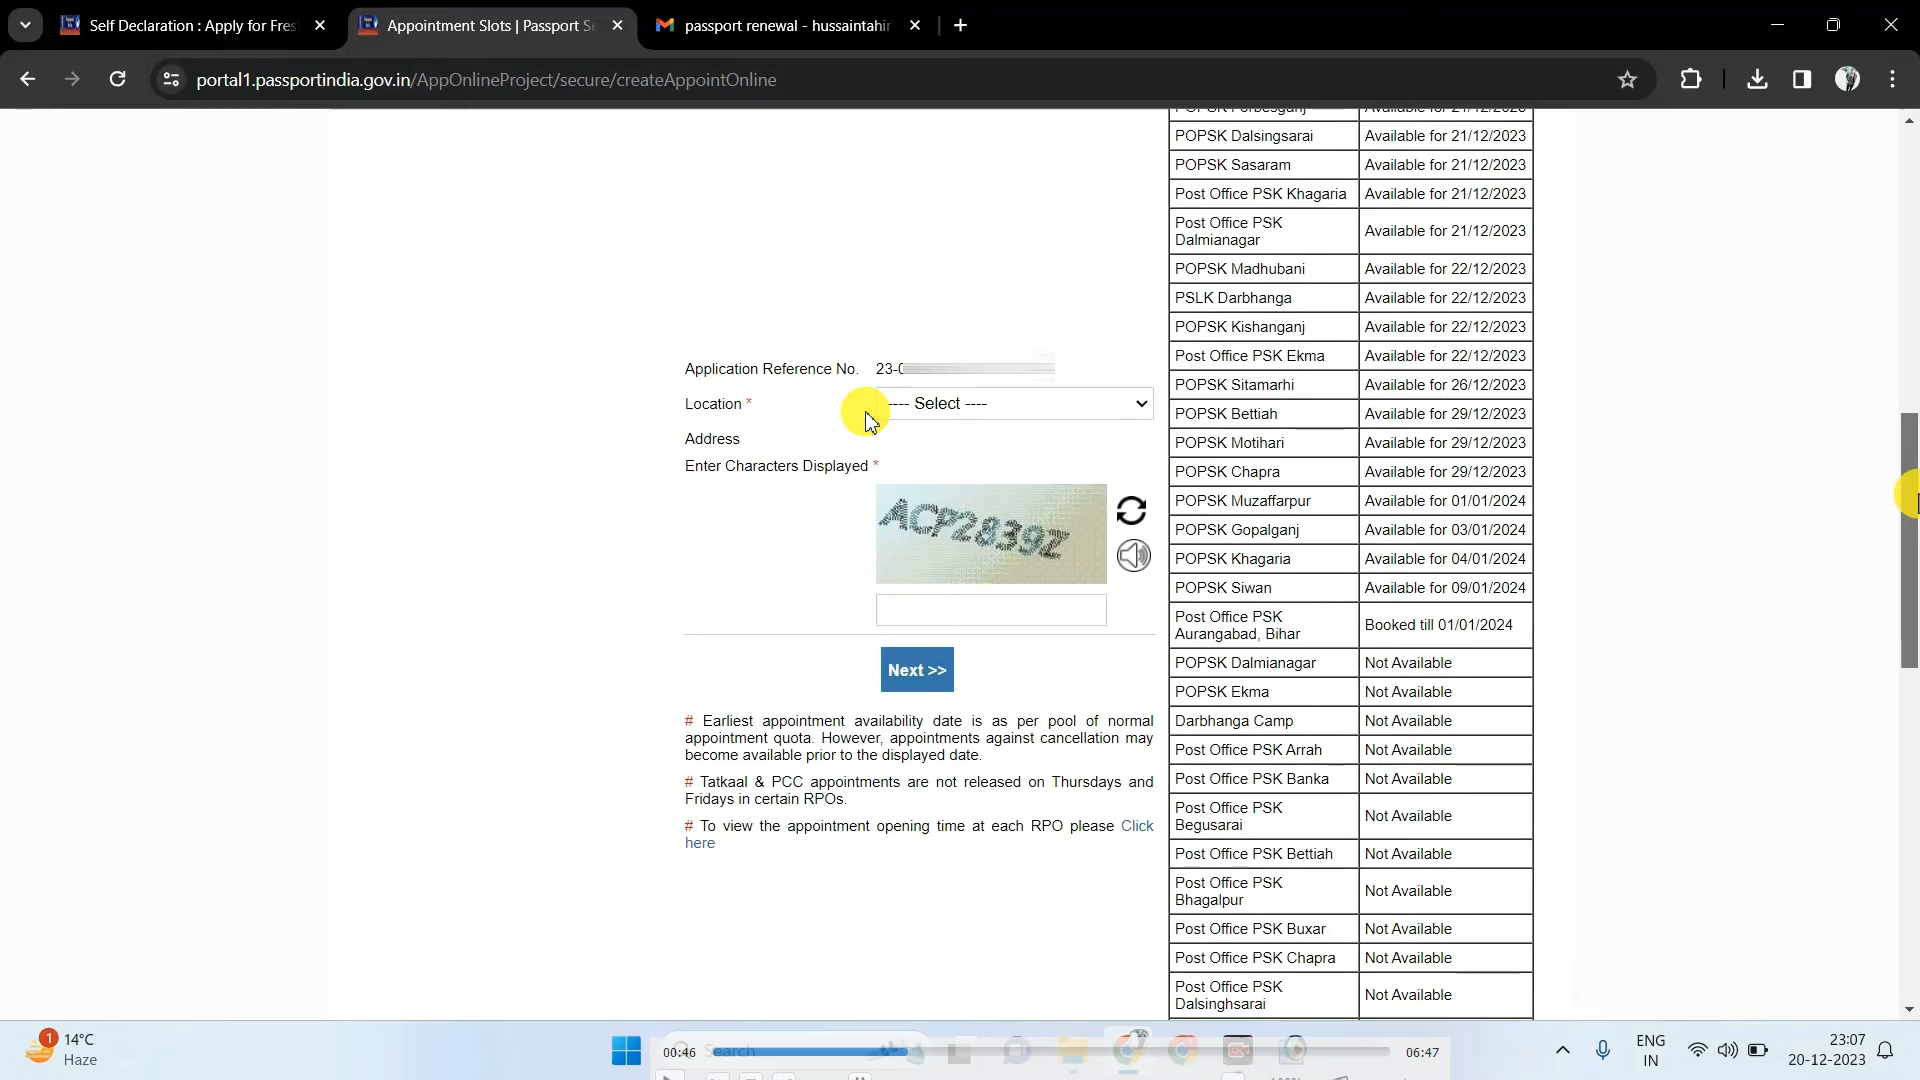 Self Declaration : Apply for Fres
Appointment Slots | Passport Se
passport renewal - hussaintahir
portal1.passportindia.gov.in/AppOnlineProject/secure/createAppointOnline
POPSK Dalsingsarai Available for 21/12/2023
POPSK Sasaram Available for 21/12/2023
Post Office PSK Khagaria Available for 21/12/2023
Post Office PSK
Dalmianagar Available for 21/12/2023
POPSK Madhubani Available for 22/12/2023
PSLK Darbhanga Available for 22/12/2023
POPSK Kishanganj Available for 22/12/2023
Post Office PSK Ekma Available for 22/12/2023
POPSK Sitamarhi Available for 26/12/2023
POPSK Bettiah Available for 29/12/2023
POPSK Motihari Available for 29/12/2023
POPSK Chapra Available for 29/12/2023
POPSK Muzaffarpur Available for 01/01/2024
POPSK Gopalganj Available for 03/01/2024
POPSK Khagaria Available for 04/01/2024
POPSK Siwan Available for 09/01/2024
Post Office PSK
Aurangabad, Bihar Booked till 01/01/2024
POPSK Dalmianagar Not Available
POPSK Ekma Not Available
Darbhanga Camp Not Available
Post Office PSK Arrah Not Available
Post Office PSK Banka Not Available
Post Office PSK
Begusarai Not Available
Post Office PSK Bettiah Not Available
Post Office PSK
Bhagalpur Not Available
Post Office PSK Buxar Not Available
Post Office PSK Chapra Not Available
Post Office PSK
Dalsinghsarai Not Available
Application Reference No. 23-0
Location * ---- Select ----
Address
Enter Characters Displayed *
ACP2839Z
Next >>
# Earliest appointment availability date is as per pool of normal
appointment quota. However, appointments against cancellation may
become available prior to the displayed date.
# Tatkaal & PCC appointments are not released on Thursdays and
Fridays in certain RPOs.
# To view the appointment opening time at each RPO please Click
here
1
14°C
Haze
00:46
Search
06:47
ENG
IN
23:07
20-12-2023